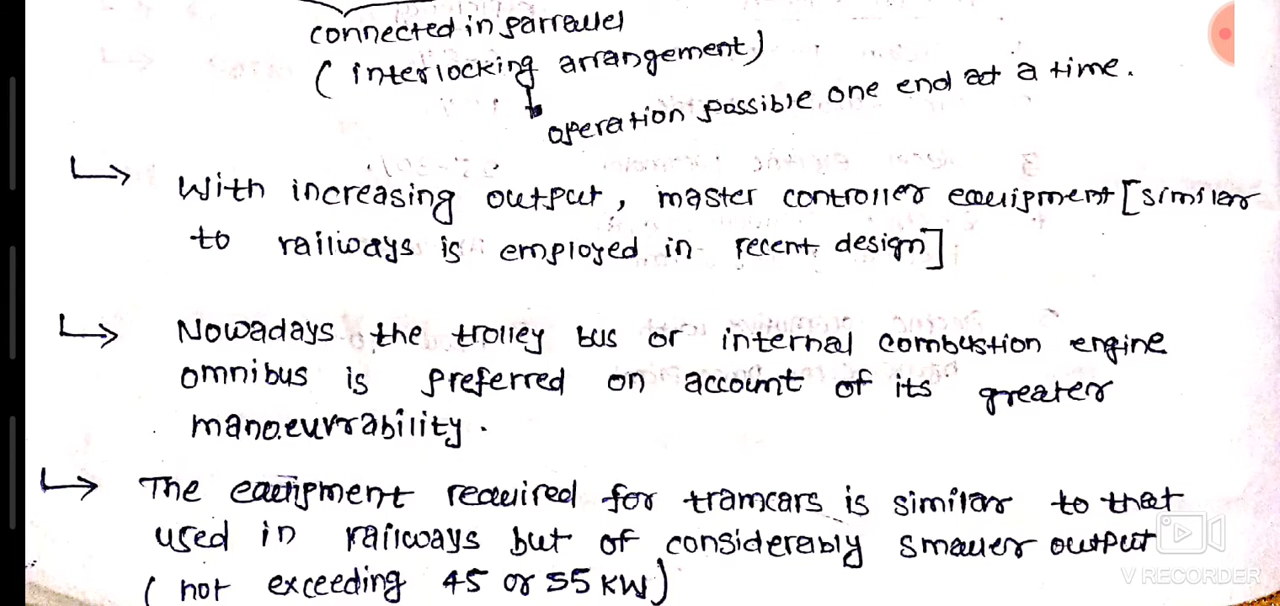 connected in parrallel
( interlocking arrangement )
operation possible one end at a time.
With increasing output, master controller equipment [similar
to railways is employed in recent design]
Nowadays the trolley bus or internal combustion engine
omnibus is preferred on account of its greater
manoeuvrability.
The equipment required for tramcars is similar to that
used in railways but of considerably smaller output
( not exceeding 45 or 55 KW)
V RECORDER